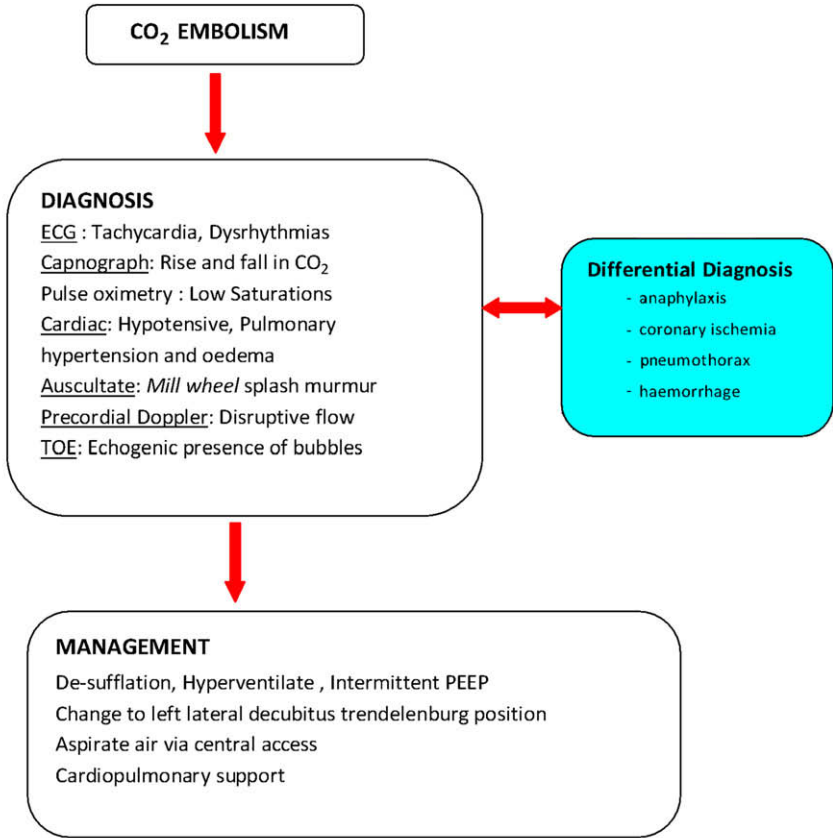 CO₂ EMBOLISM
DIAGNOSIS
ECG : Tachycardia, Dysrhythmias
Capnograph: Rise and fall in CO₂
Pulse oximetry : Low Saturations
Cardiac: Hypotensive, Pulmonary
hypertension and oedema
Auscultate: Mill wheel splash murmur
Precordial Doppler: Disruptive flow
TOE: Echogenic presence of bubbles
Differential Diagnosis
- anaphylaxis
- coronary ischemia
- pneumothorax
- haemorrhage
MANAGEMENT
De-sufflation, Hyperventilate , Intermittent PEEP
Change to left lateral decubitus trendelenburg position
Aspirate air via central access
Cardiopulmonary support